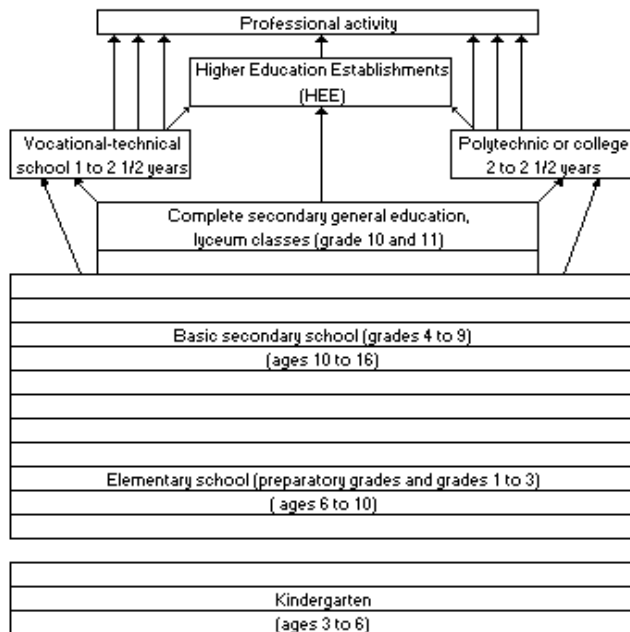 Professional activity
Higher Education Establishments
(HEE)
Vocational-technical
school 1 to 2 1/2 years
Polytechnic or college
2 to 2 1/2 years
Complete secondary general education,
lyceum classes (grade 10 and 11)
Basic secondary school (grades 4 to 9)
(ages 10 to 16)
Elementary school (preparatory grades and grades 1 to 3)
( ages 6 to 10)
Kindergarten
(ages 3 to 6)